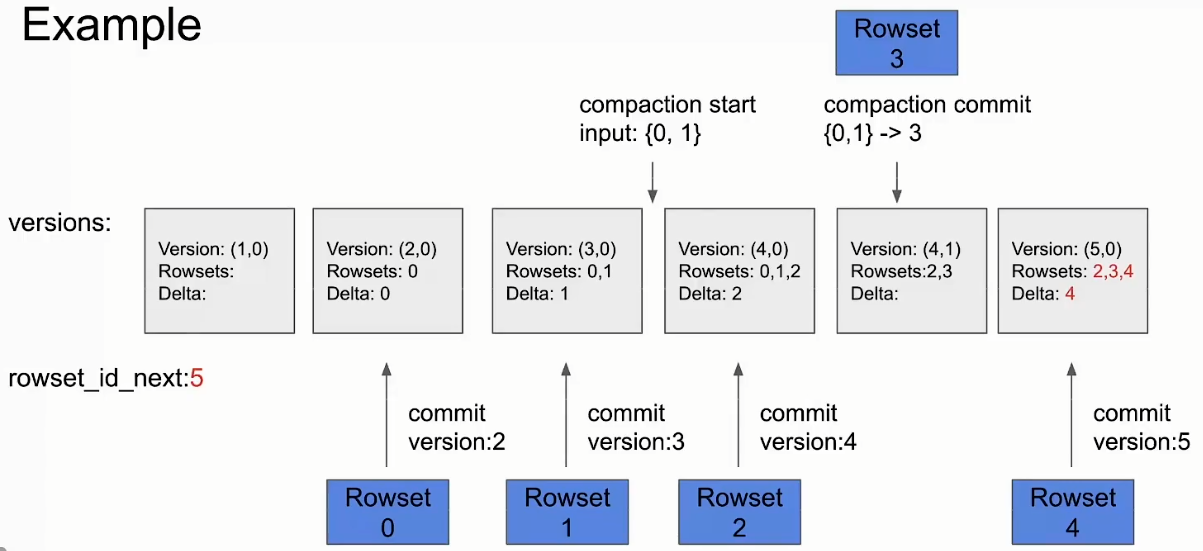 Example
Rowset
3
compaction start
input: {0, 1}
compaction commit
{0,1} -> 3
versions:
Version: (1,0)
Rowsets:
Delta:
Version: (2,0)
Rowsets: 0
Delta: 0
Version: (3,0)
Rowsets: 0,1
Delta: 1
Version: (4,0)
Rowsets: 0,1,2
Delta: 2
Version: (4,1)
Rowsets:2,3
Delta:
Version: (5,0)
Rowsets: 2,3,4
Delta: 4
rowset_id_next:5
commit
version:2
commit
version:3
commit
version:4
commit
version:5
Rowset
0
Rowset
1
Rowset
2
Rowset
4